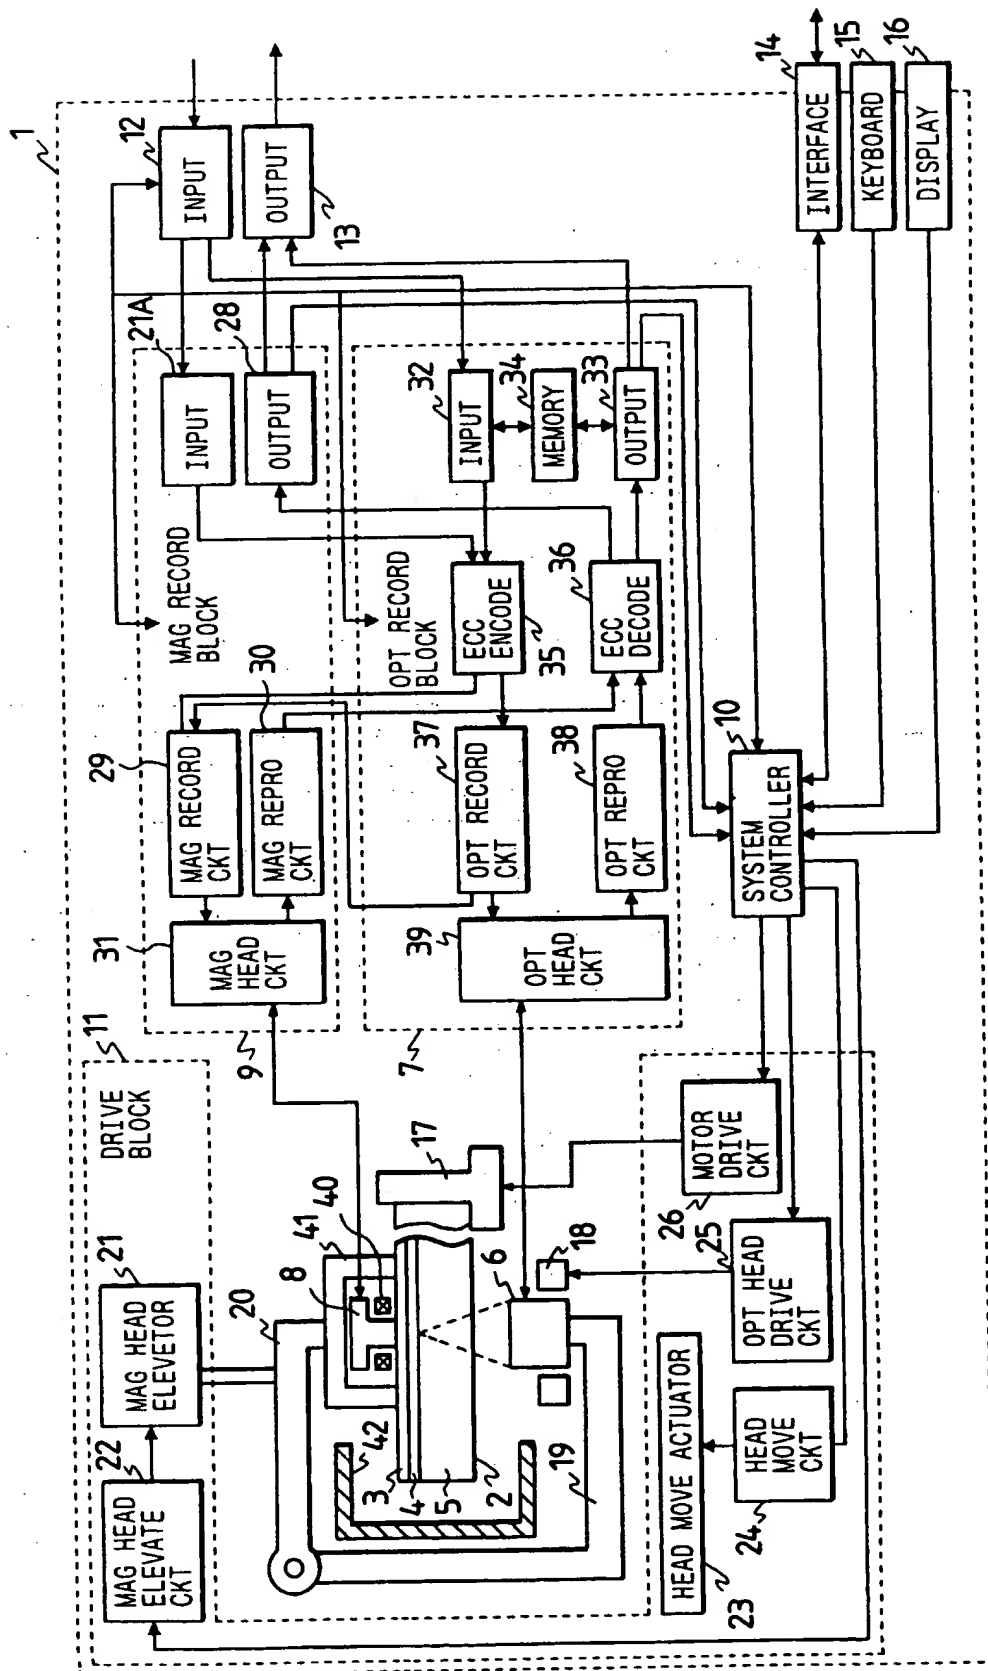 1
11
DRIVE
BLOCK
22
MAG HEAD
ELEVATE
CKT
21
MAG HEAD
ELEVETOR
20
8
41
40
17
42
3
4
5
2
6
18
19
9
31
MAG HEAD
CKT
29
MAG RECORD
CKT
30
MAG REPRO
CKT
MAG RECORD
BLOCK
21A
INPUT
28
OUTPUT
12
INPUT
OUTPUT
13
7
39
OPT HEAD
CKT
37
OPT RECORD
CKT
38
OPT REPRO
CKT
OPT RECORD
BLOCK
ECC
ENCODE
35
36
ECC
DECODE
32
INPUT
34
MEMORY
33
OUTPUT
23
HEAD MOVE ACTUATOR
24
HEAD
MOVE
CKT
25
OPT HEAD
DRIVE
CKT
26
MOTOR
DRIVE
CKT
10
SYSTEM
CONTROLLER
14
INTERFACE
15
KEYBOARD
16
DISPLAY